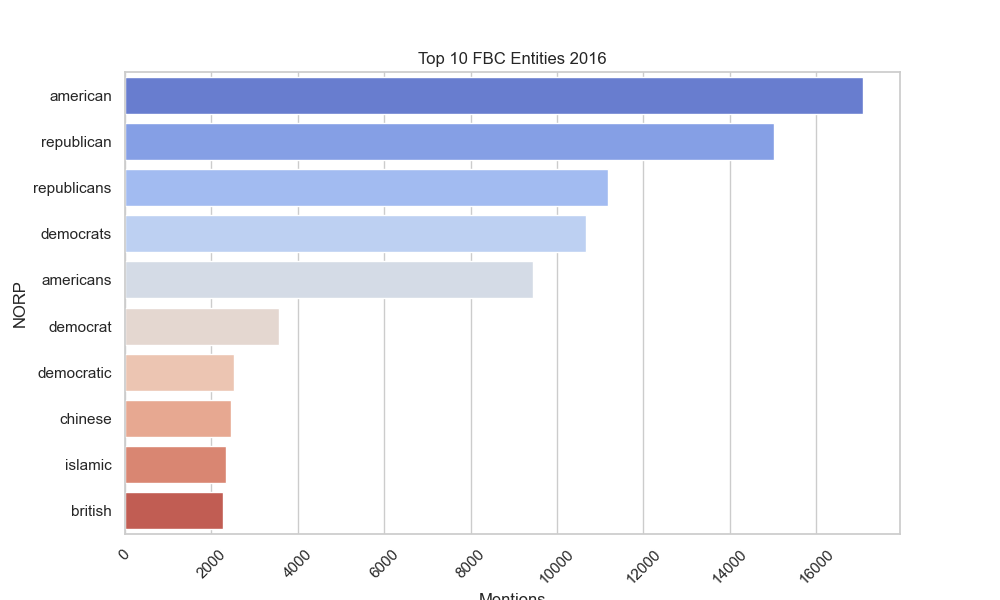 Top 10 FBC Entities 2016
NORP
american
republican
republicans
democrats
americans
democrat
democratic
chinese
islamic
british
0
2000
4000
6000
8000
10000
12000
14000
16000
Mentions